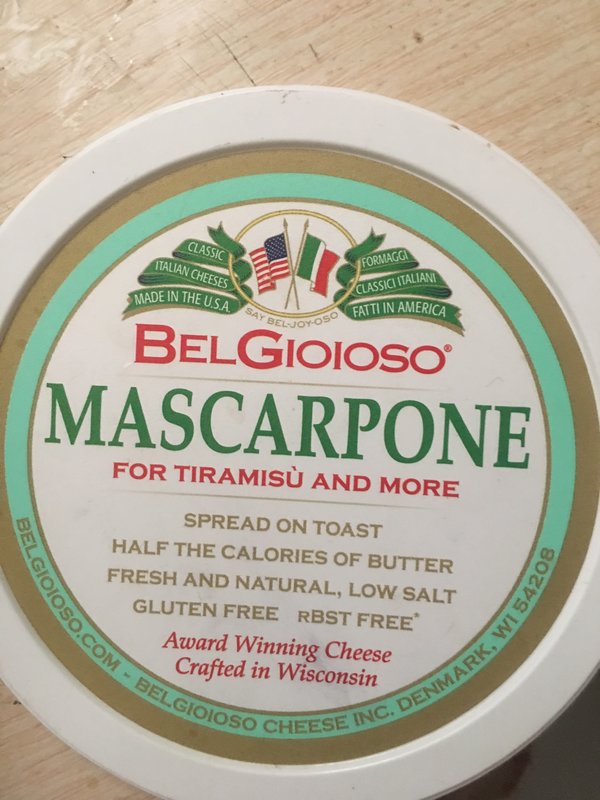 CLASSIC
ITALIAN CHEESES
MADE IN THE U.S.A.
FORMAGGI
CLASSICI ITALIANI
FATTI IN AMERICA
SAY BEL-JOY-OSO
BELGIOIOSO®
MASCARPONE
FOR TIRAMISÙ AND MORE
SPREAD ON TOAST
HALF THE CALORIES OF BUTTER
FRESH AND NATURAL, LOW SALT
GLUTEN FREE RBST FREE*
Award Winning Cheese
Crafted in Wisconsin
BELGIOIOSO.COM - BELGIOIOSO CHEESE INC. DENMARK, WI 54208